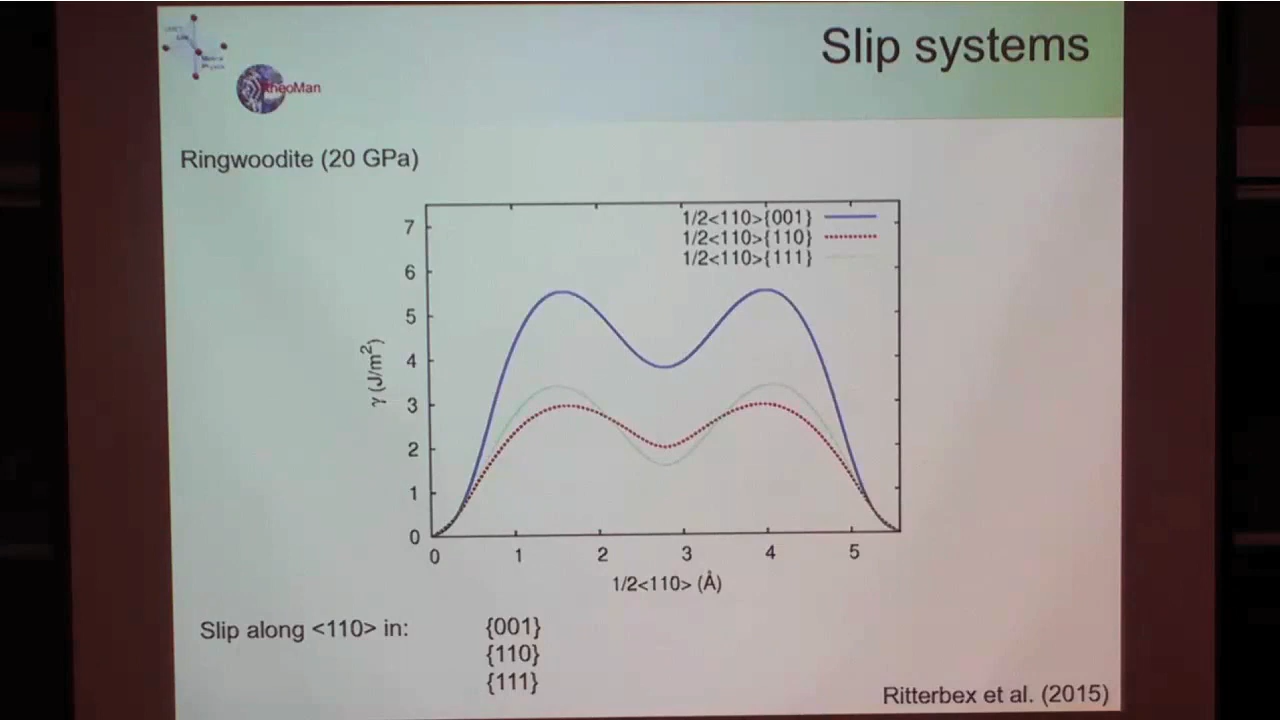 Slip systems
RheoMan
Ringwoodite (20 GPa)
1/2<110>{001}
1/2<110>{110}
1/2<110>{111}
7
6
5
4
3
2
1
0
γ (J/m²)
0 1 2 3 4 5
1/2<110> (Å)
Slip along <110> in: {001}
{110}
{111}
Ritterbex et al. (2015)